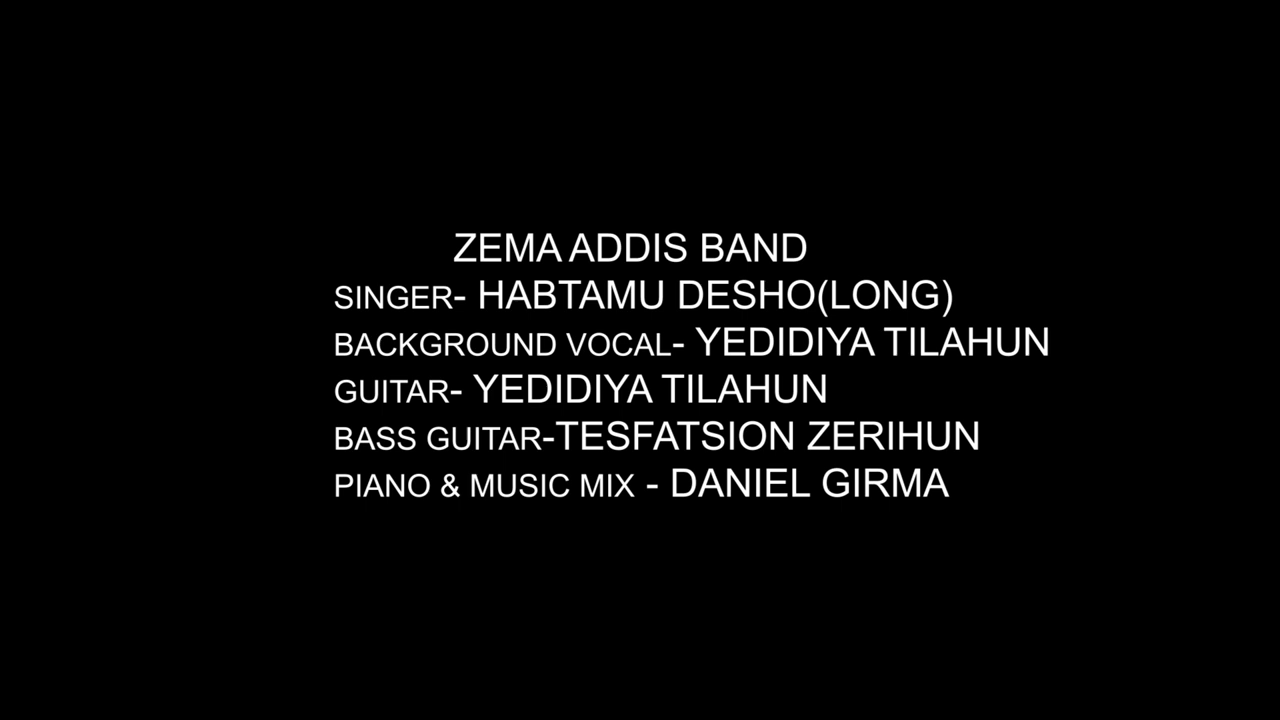 ZEMA ADDIS BAND
SINGER- HABTAMU DESHO(LONG)
BACKGROUND VOCAL- YEDIDIYA TILAHUN
GUITAR- YEDIDIYA TILAHUN
BASS GUITAR-TESFATSION ZERIHUN
PIANO & MUSIC MIX - DANIEL GIRMA